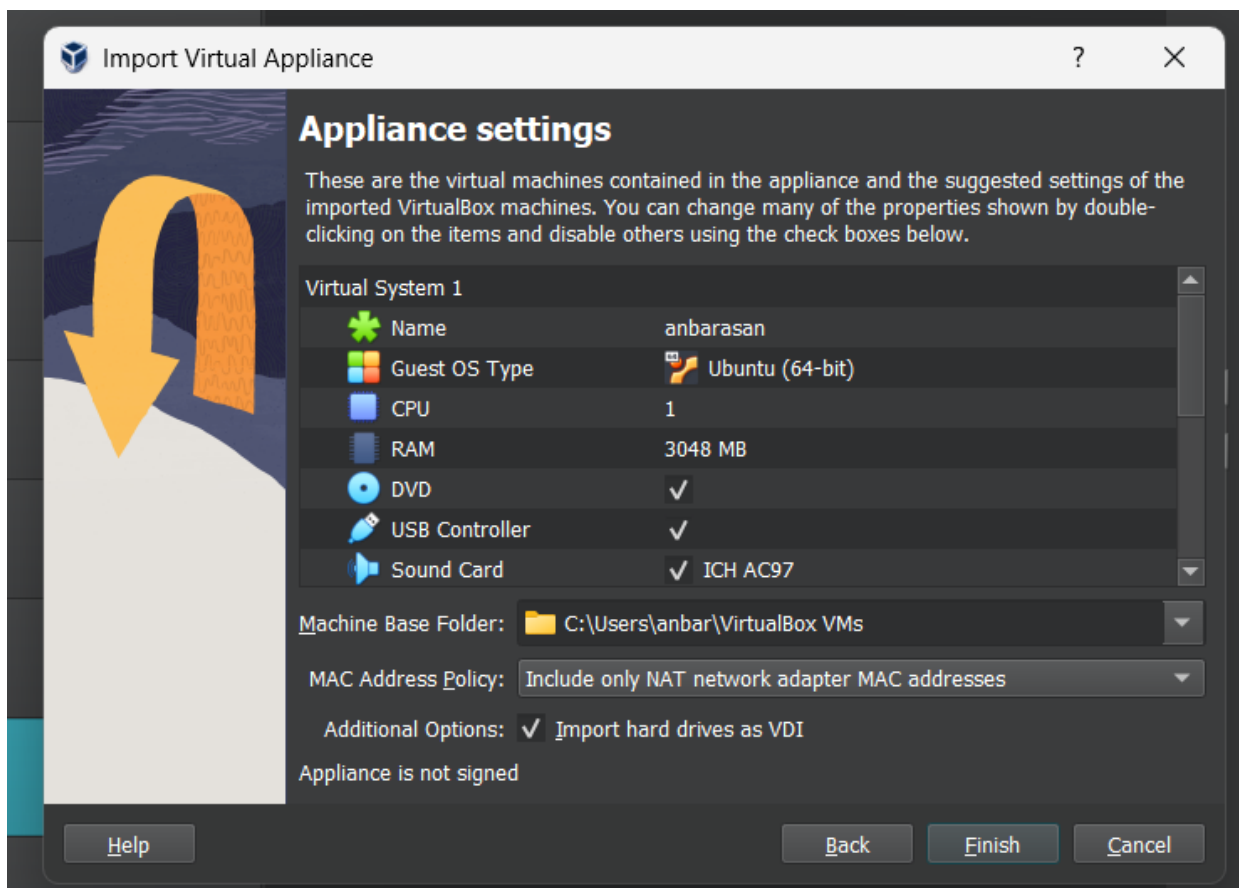 Import Virtual Appliance ?
Appliance settings
These are the virtual machines contained in the appliance and the suggested settings of the
imported VirtualBox machines. You can change many of the properties shown by double-
clicking on the items and disable others using the check boxes below.
Virtual System 1
Name anbarasan
Guest OS Type Ubuntu (64-bit)
CPU 1
RAM 3048 MB
DVD
USB Controller
Sound Card ICH AC97
Machine Base Folder: C:\Users\anbar\VirtualBox VMs
MAC Address Policy: Include only NAT network adapter MAC addresses
Additional Options: Import hard drives as VDI
Appliance is not signed
Help Back Finish Cancel